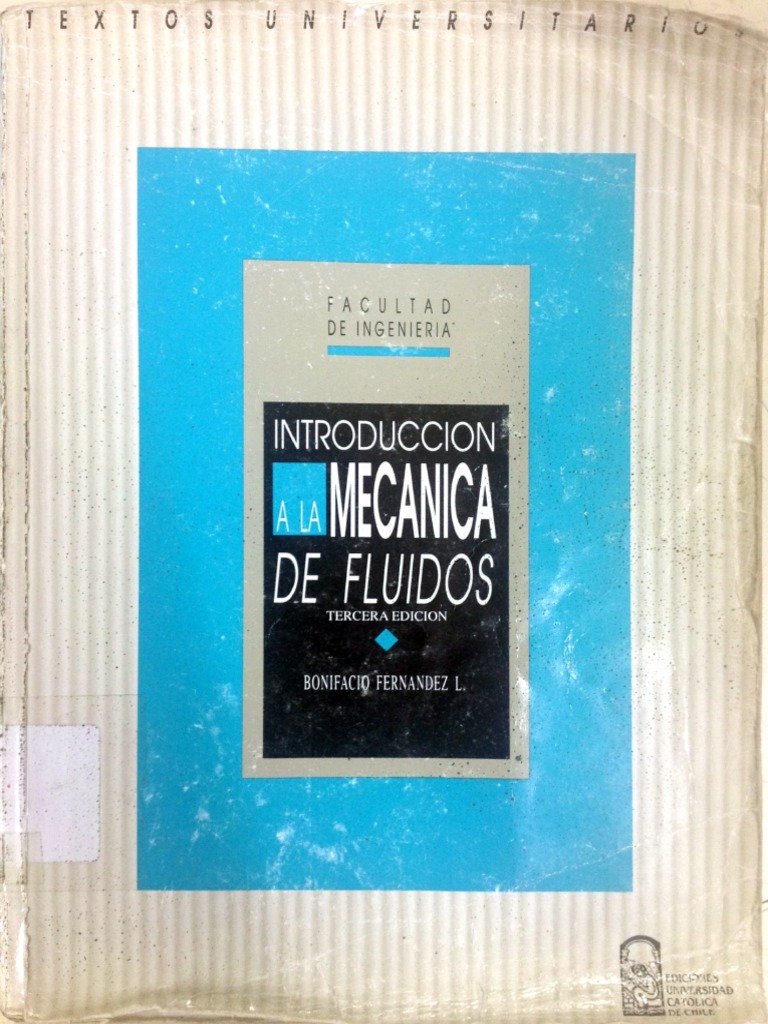 TEXTOS UNIVERSITARIOS
FACULTAD
DE INGENIERIA
INTRODUCCION
A LA MECANICA
DE FLUIDOS
TERCERA EDICION
BONIFACIO FERNANDEZ L.
EDICIONES
UNIVERSIDAD
CATOLICA
DE CHILE